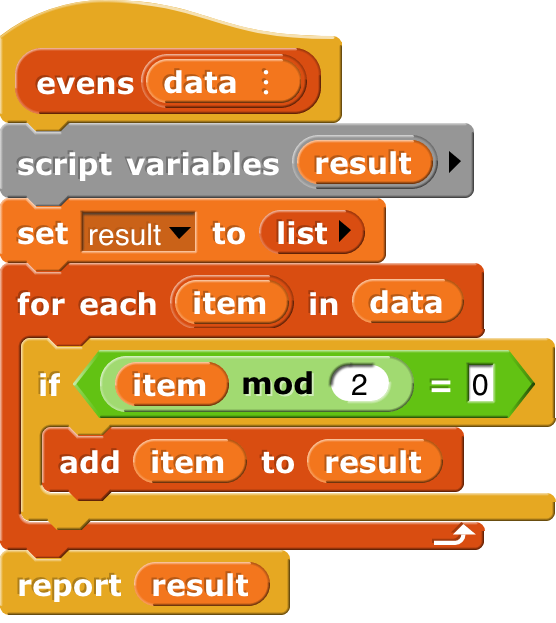 evens data ⋮
script variables result
set result to list
for each item in data
if item mod 2 = 0
add item to result
report result